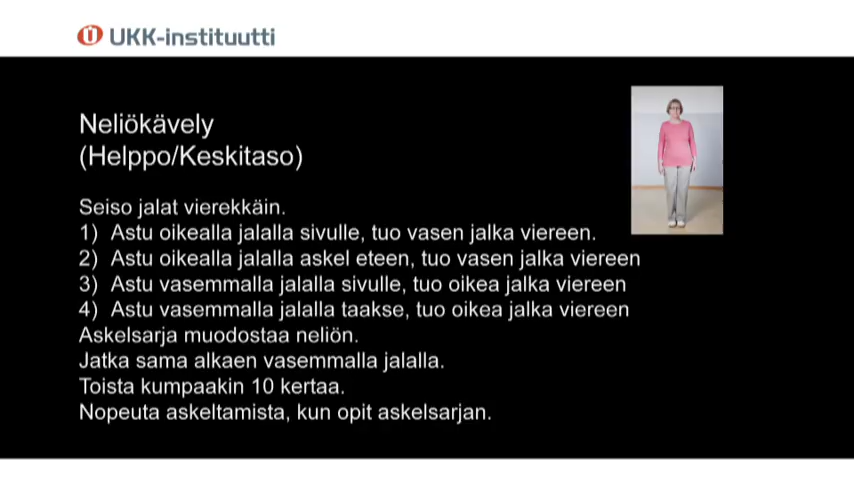 UKK-instituutti
Neliökävely
(Helppo/Keskitaso)
Seiso jalat vierekkäin.
1) Astu oikealla jalalla sivulle, tuo vasen jalka viereen.
2) Astu oikealla jalalla askel eteen, tuo vasen jalka viereen
3) Astu vasemmalla jalalla sivulle, tuo oikea jalka viereen
4) Astu vasemmalla jalalla taakse, tuo oikea jalka viereen
Askelsarja muodostaa neliön.
Jatka sama alkaen vasemmalla jalalla.
Toista kumpaakin 10 kertaa.
Nopeuta askeltamista, kun opit askelsarjan.